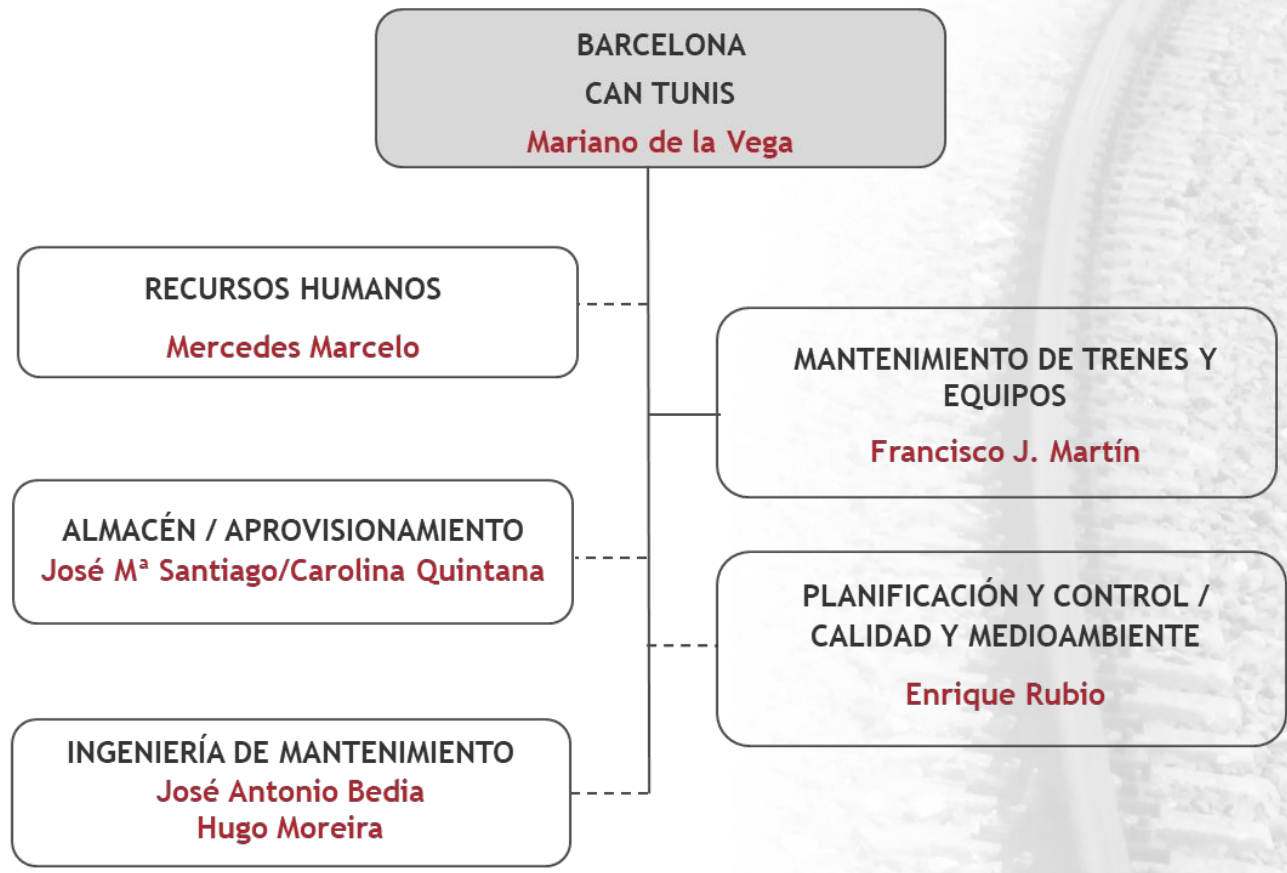 BARCELONA
CAN TUNIS
Mariano de la Vega
RECURSOS HUMANOS
Mercedes Marcelo
MANTENIMIENTO DE TRENES Y
EQUIPOS
Francisco J. Martín
ALMACÉN / APROVISIONAMIENTO
José Mª Santiago/Carolina Quintana
PLANIFICACIÓN Y CONTROL /
CALIDAD Y MEDIOAMBIENTE
Enrique Rubio
INGENIERÍA DE MANTENIMIENTO
José Antonio Bedia
Hugo Moreira